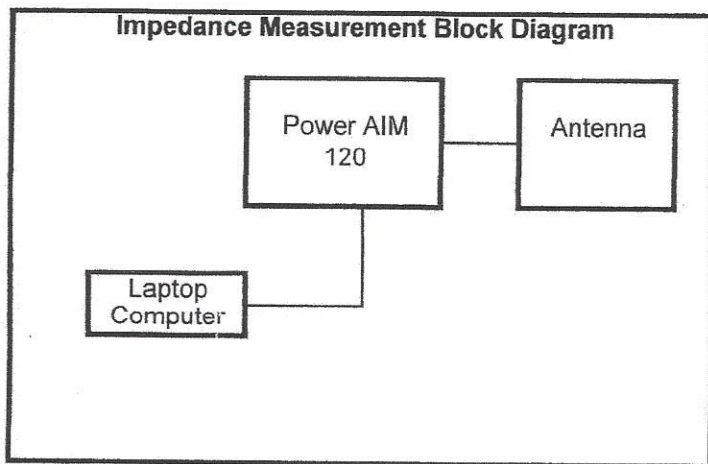 Impedance Measurement Block Diagram
Power AIM
120
Antenna
Laptop
Computer